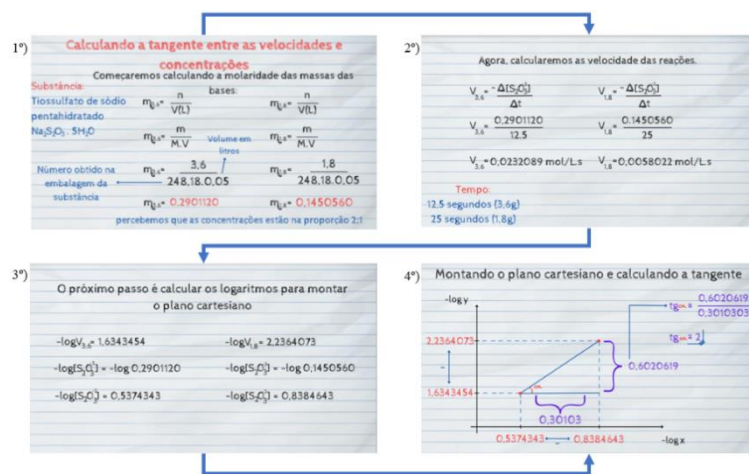 1º)
Calculando a tangente entre as velocidades e
concentrações
Começaremos calculando a molaridade das massas das
bases:
Substância:
Tiossulfato de sódio
pentahidratado
Na₂S₂O₃ . 5H₂O
m₃,₆= n/V(L) m₁,₈= n/V(L)
m₃,₆= m/M.V m₁,₈= m/M.V
Volume em
litros
Número obtido na
embalagem da
substância
m₃,₆= 3,6/248,18.0,05 m₁,₈= 1,8/248,18.0,05
m₃,₆= 0,2901120 m₁,₈= 0,1450560
percebemos que as concentrações estão na proporção 2:1
2º)
Agora, calcularemos as velocidade das reações.
V₃,₆= -Δ[S₂O₃²⁻]/Δt V₁,₈= -Δ[S₂O₃²⁻]/Δt
V₃,₆= 0,2901120/12.5 V₁,₈= 0,1450560/25
V₃,₆= 0,0232089 mol/L.s V₁,₈= 0,0058022 mol/L.s
Tempo:
12,5 segundos (3,6g)
25 segundos (1,8g)
3º)
O próximo passo é calcular os logaritmos para montar
o plano cartesiano
-logV₃,₆= 1,6343454 -logV₁,₈= 2,2364073
-log[S₂O₃²⁻] = -log 0,2901120 -log[S₂O₃²⁻] = -log 0,1450560
-log[S₂O₃²⁻] = 0,5374343 -log[S₂O₃²⁻] = 0,8384643
4º)
Montando o plano cartesiano e calculando a tangente
-log y
tgα= 0,6020619/0,3010303
tgα= 2
2,2364073
-
0,6020619
1,6343454
α
0,30103
0,5374343 - 0,8384643
-log x